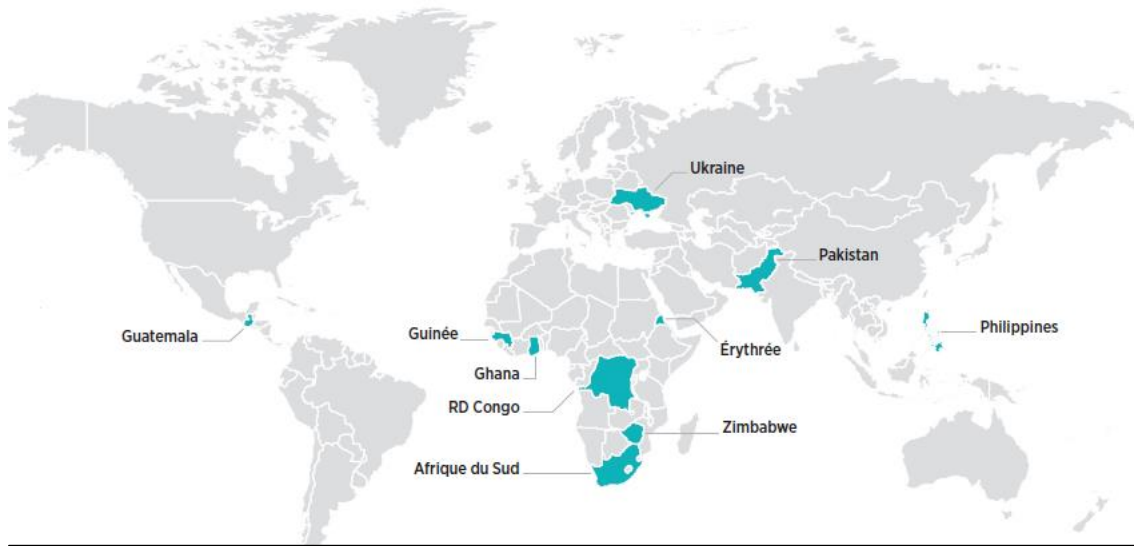 Ukraine
Pakistan
Guatemala
Guinée
Philippines
Érythrée
Ghana
RD Congo
Zimbabwe
Afrique du Sud